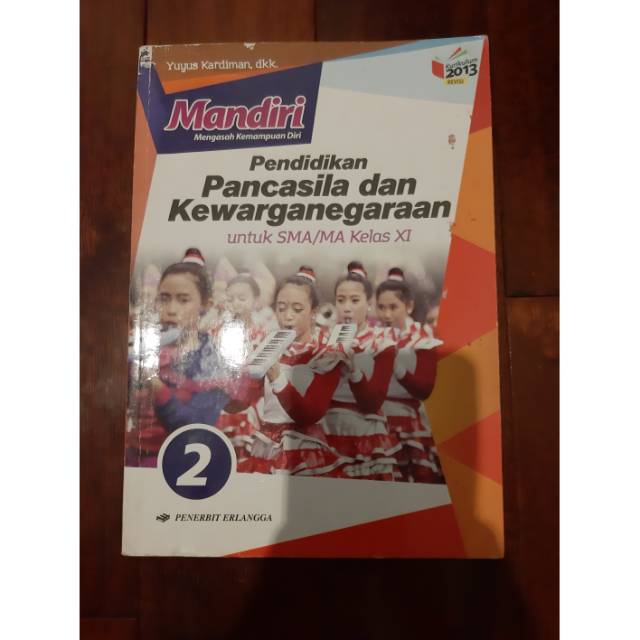 Yuyus Kardiman, dkk.
Kurikulum
2013
REVISI
Mandiri
Mengasah Kemampuan Diri
Pendidikan
Pancasila dan
Kewarganegaraan
untuk SMA/MA Kelas XI
2
PENERBIT ERLANGGA